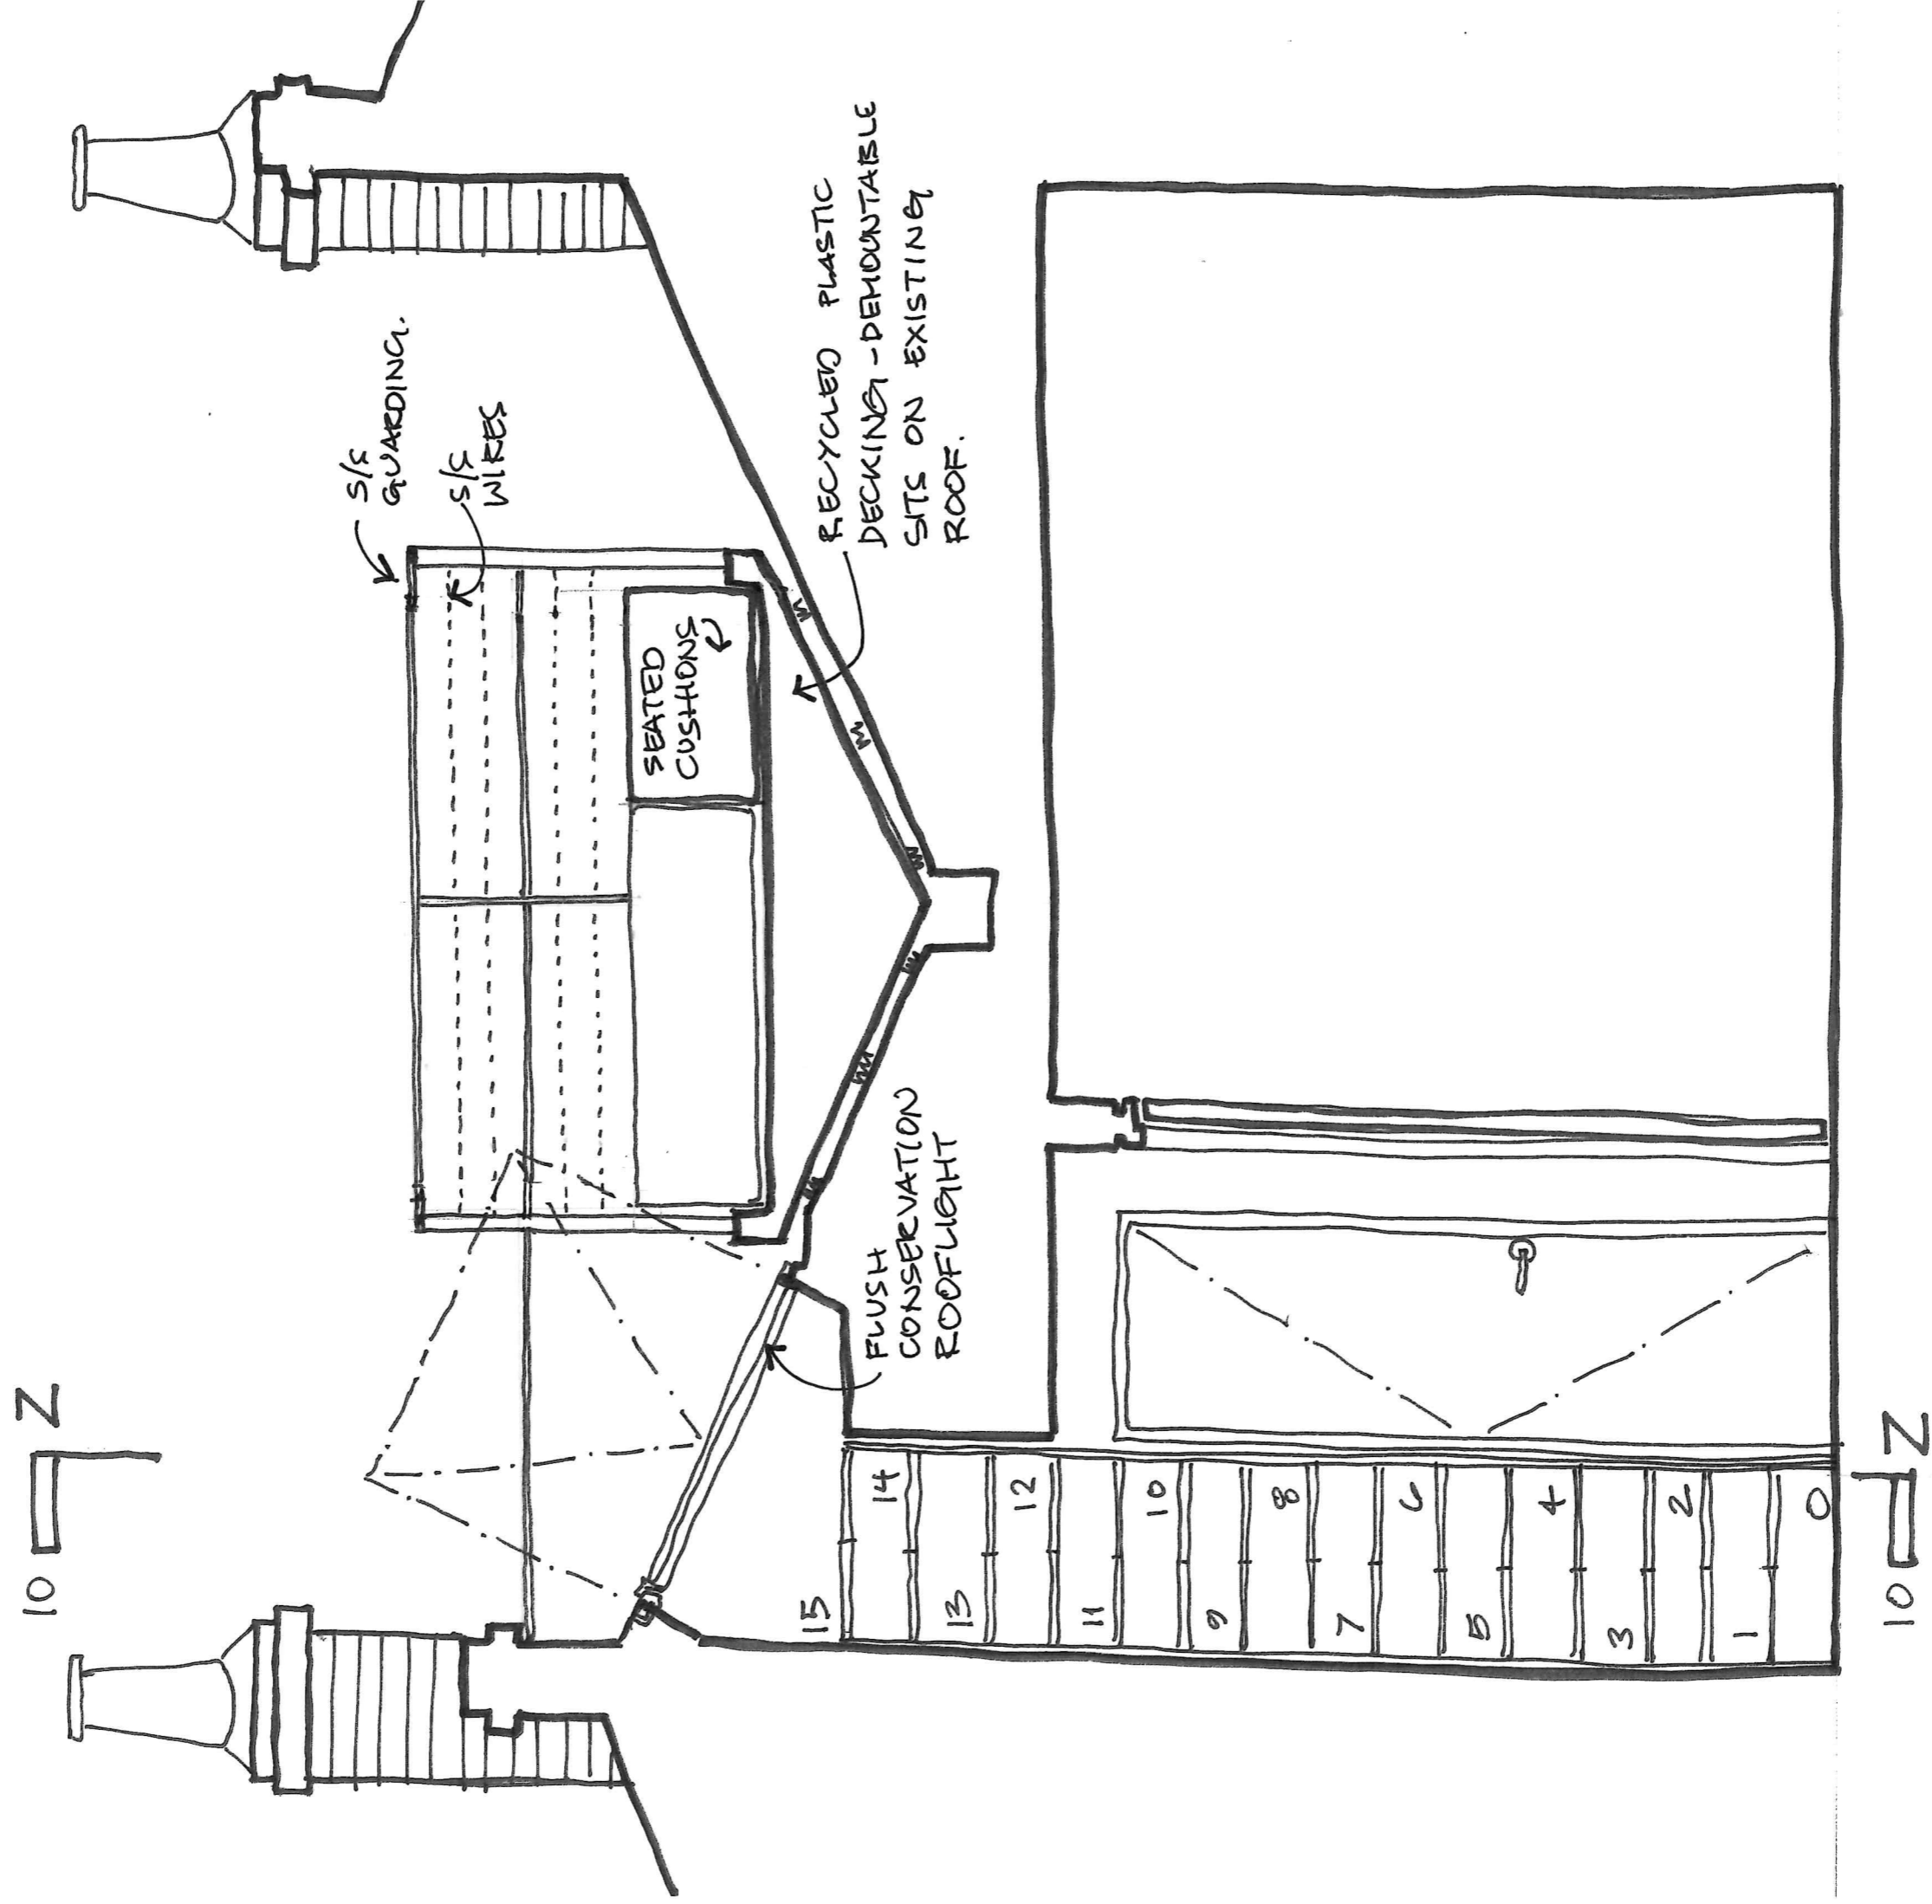 S/S
GUARDING.
S/S
WIRES
RECYCLED PLASTIC
DECKING - DEMOUNTABLE
SITS ON EXISTING
ROOF.
SEATED
CUSHIONS
FLUSH
CONSERVATION
ROOFLIGHT
10 Z
15
14
13
12
11
10
9
8
7
6
5
4
3
2
1
0
10 Z